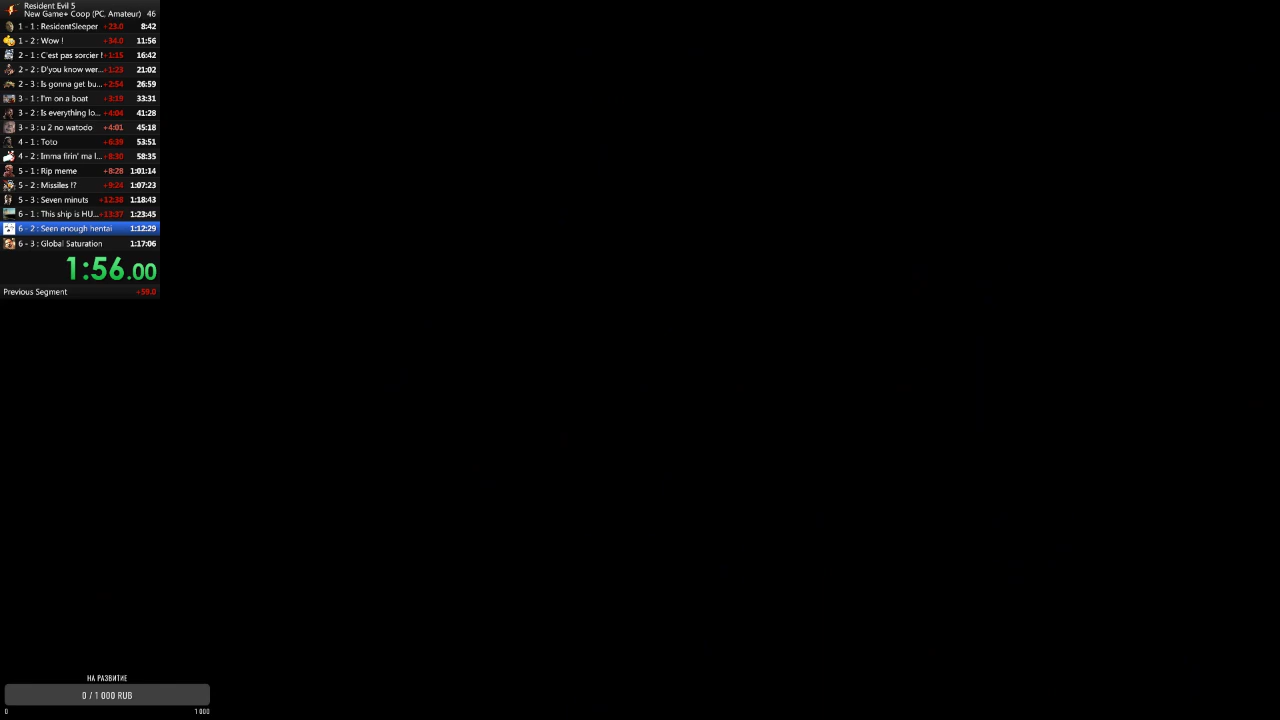 Resident Evil 5
New Game+ Coop (PC, Amateur) 46
1 - 1 : ResidentSleeper +23.0 8:42
1 - 2 : Wow ! +34.0 11:56
2 - 1 : C'est pas sorcier ! +1:15 16:42
2 - 2 : D'you know wer... +1:23 21:02
2 - 3 : Is gonna get bu... +2:54 26:59
3 - 1 : I'm on a boat +3:19 33:31
3 - 2 : Is everything lo... +4:04 41:28
3 - 3 : u 2 no watodo +4:01 45:18
4 - 1 : Toto +6:39 53:51
4 - 2 : Imma firin' ma l... +8:30 58:35
5 - 1 : Rip meme +8:28 1:01:14
5 - 2 : Missiles !? +9:24 1:07:23
5 - 3 : Seven minuts +12:38 1:18:43
6 - 1 : This ship is HU... +13:37 1:23:45
6 - 2 : Seen enough hentai 1:12:29
6 - 3 : Global Saturation 1:17:06
1:56.00
Previous Segment +59.0
НА РАЗВИТИЕ
0 / 1 000 RUB
0 1 000